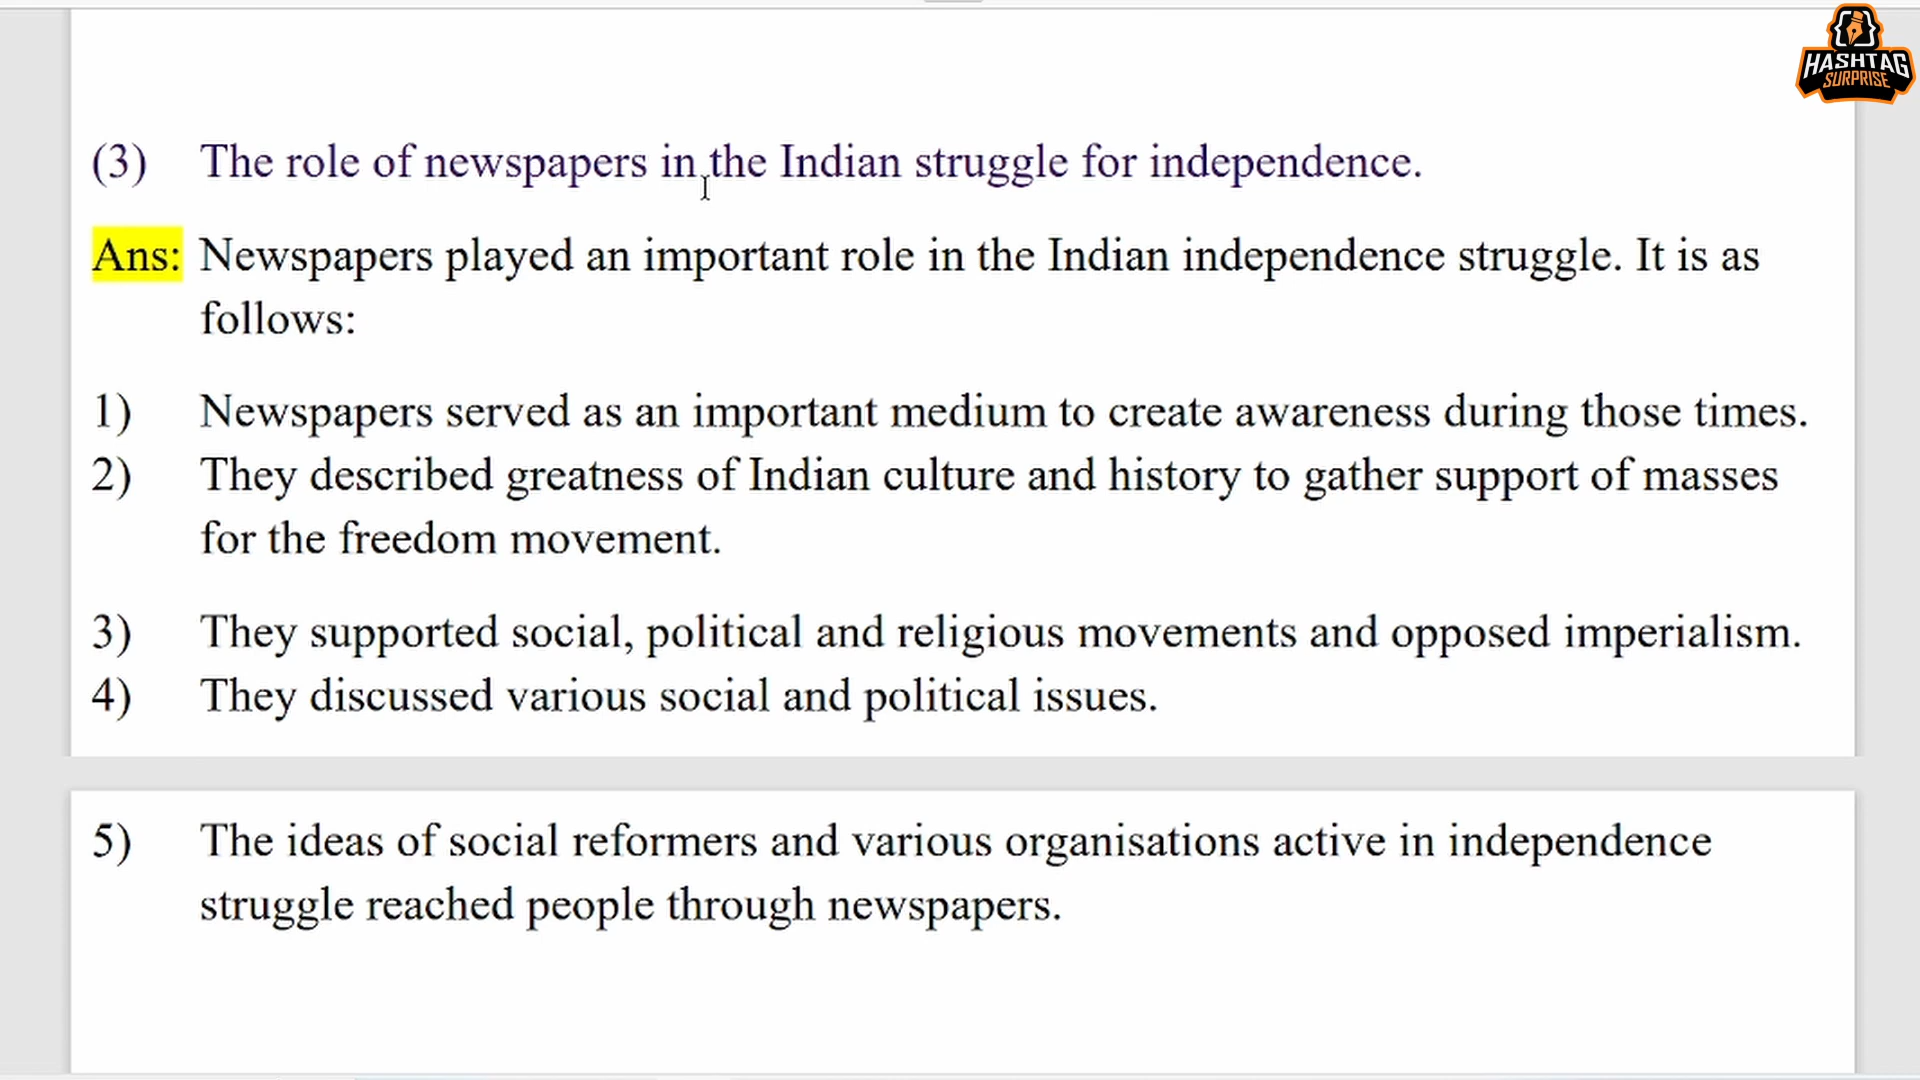 HASHTAG
SURPRISE
(3) The role of newspapers in the Indian struggle for independence.
Ans: Newspapers played an important role in the Indian independence struggle. It is as
follows:
1) Newspapers served as an important medium to create awareness during those times.
2) They described greatness of Indian culture and history to gather support of masses
for the freedom movement.
3) They supported social, political and religious movements and opposed imperialism.
4) They discussed various social and political issues.
5) The ideas of social reformers and various organisations active in independence
struggle reached people through newspapers.